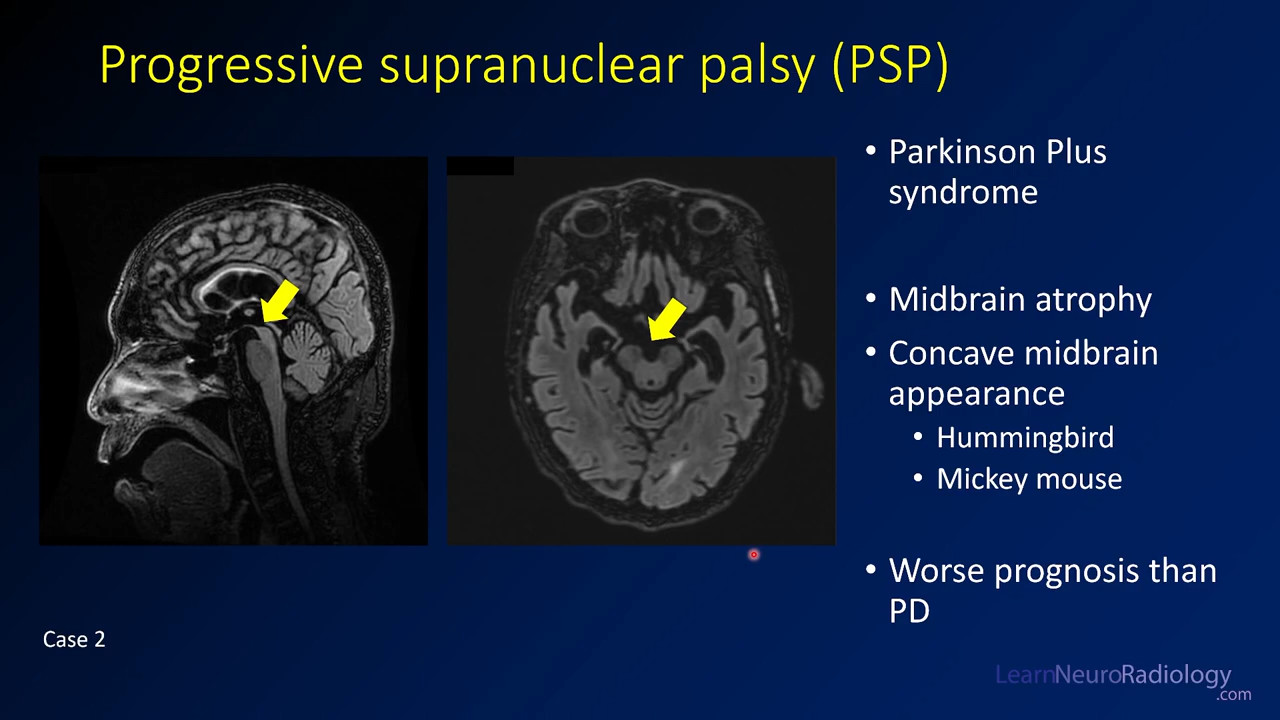 Progressive supranuclear palsy (PSP)
• Parkinson Plus
syndrome
• Midbrain atrophy
• Concave midbrain
appearance
• Hummingbird
• Mickey mouse
• Worse prognosis than
PD
Case 2
LearnNeuroRadiology
.com